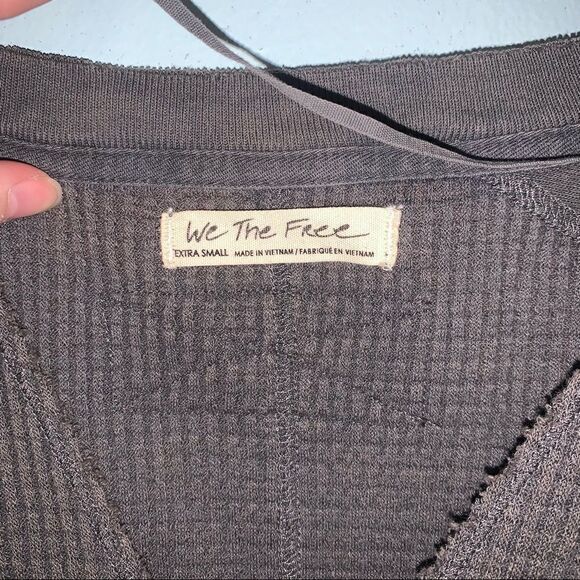 We The Free
EXTRA SMALL MADE IN VIETNAM / FABRIQUÉ EN VIETNAM